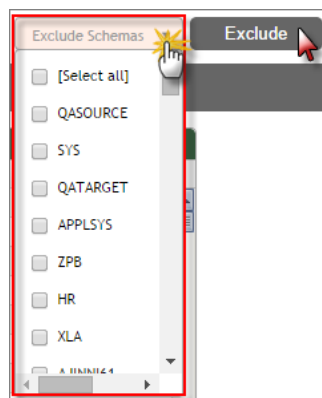 Exclude Schemas
Exclude
[Select all]
QASOURCE
SYS
QATARGET
APPLSYS
ZPB
HR
XLA